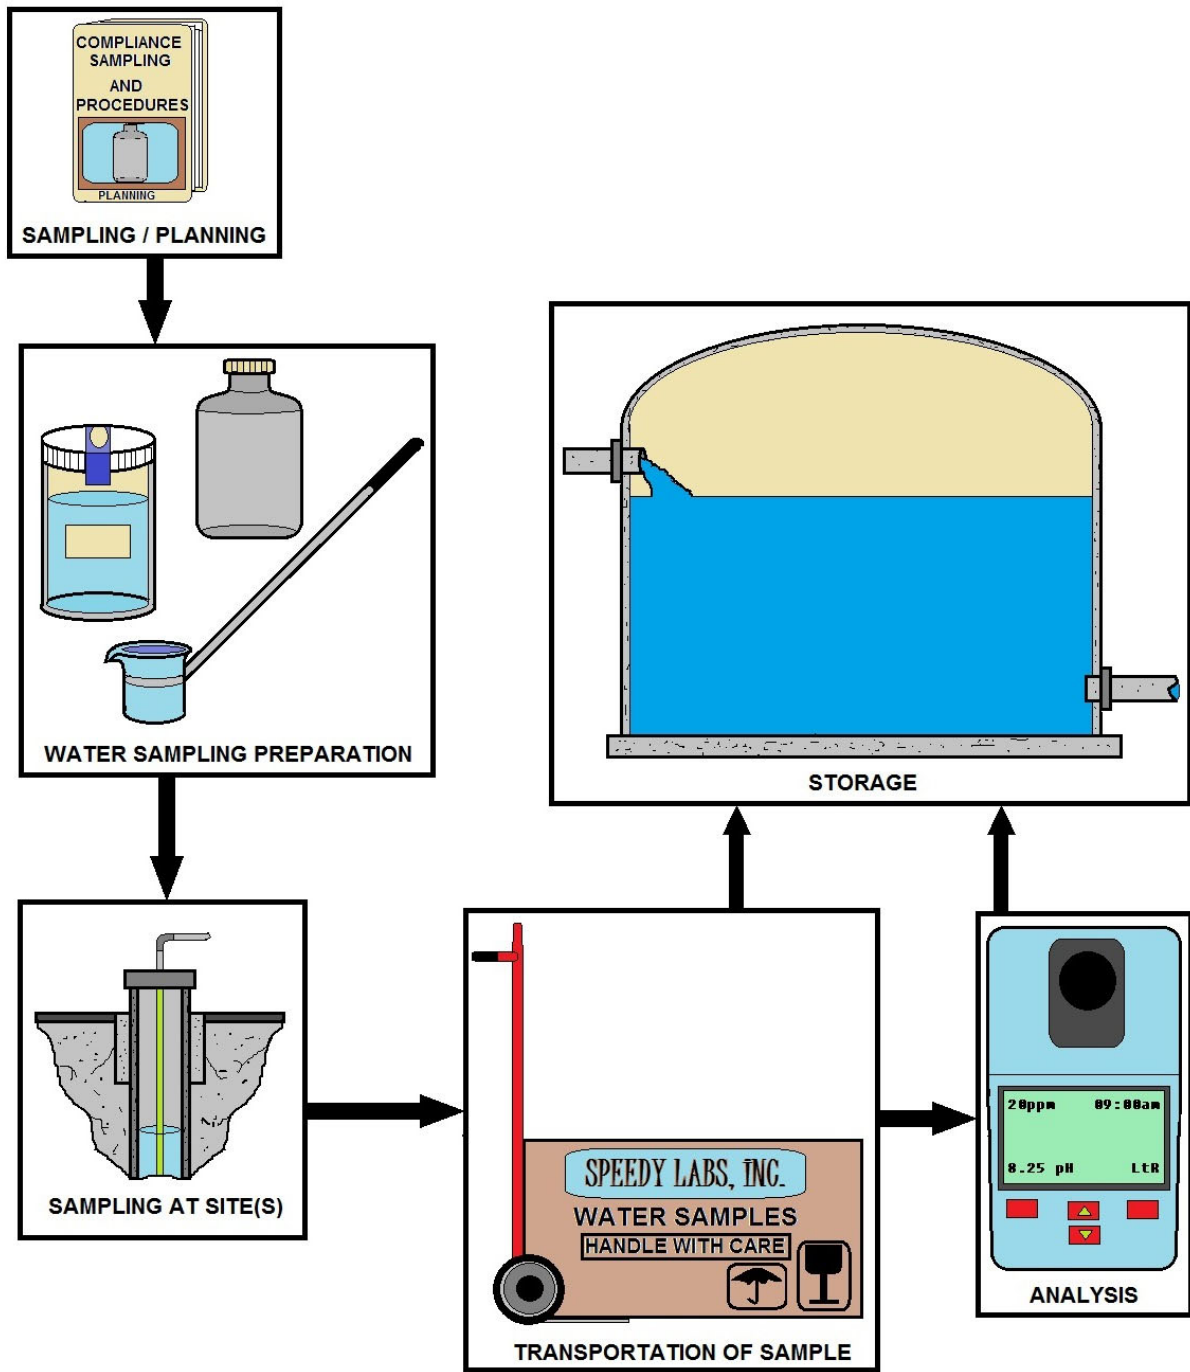 COMPLIANCE
SAMPLING
AND
PROCEDURES
PLANNING
SAMPLING / PLANNING
WATER SAMPLING PREPARATION
STORAGE
SAMPLING AT SITE(S)
SPEEDY LABS, INC.
WATER SAMPLES
HANDLE WITH CARE
TRANSPORTATION OF SAMPLE
20ppm 09:00am
8.25 pH LtR
ANALYSIS